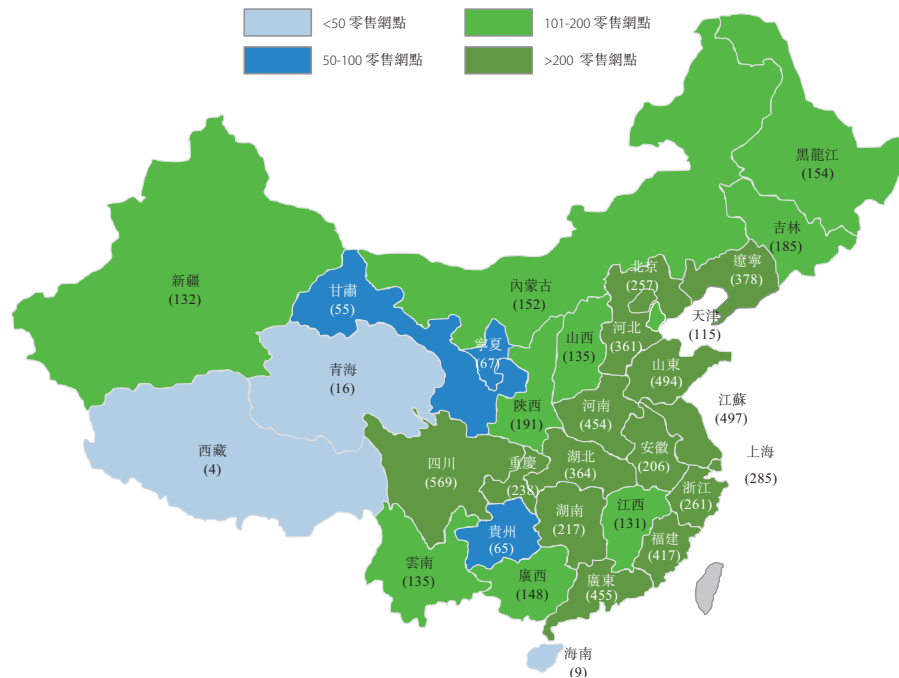 <50 零售網點
101-200 零售網點
50-100 零售網點
>200 零售網點
黑龍江
(154)
吉林
(185)
遼寧
(378)
北京
(257)
新疆
(132)
甘肅
(55)
內蒙古
(152)
天津
(115)
河北
(361)
山西
(135)
寧夏
(67)
青海
(16)
山東
(494)
陝西
(191)
河南
(454)
江蘇
(497)
西藏
(4)
四川
(569)
重慶
(238)
湖北
(364)
安徽
(206)
上海
(285)
浙江
(261)
湖南
(217)
江西
(131)
貴州
(65)
福建
(417)
雲南
(135)
廣西
(148)
廣東
(455)
海南
(9)